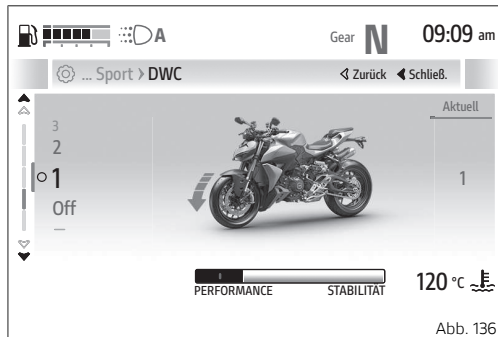 A Gear N 09:09 am
... Sport › DWC Zurück Schließ.
Aktuell
3
2
1 1
Off
–
PERFORMANCE STABILITÄT 120 °C
Abb. 136